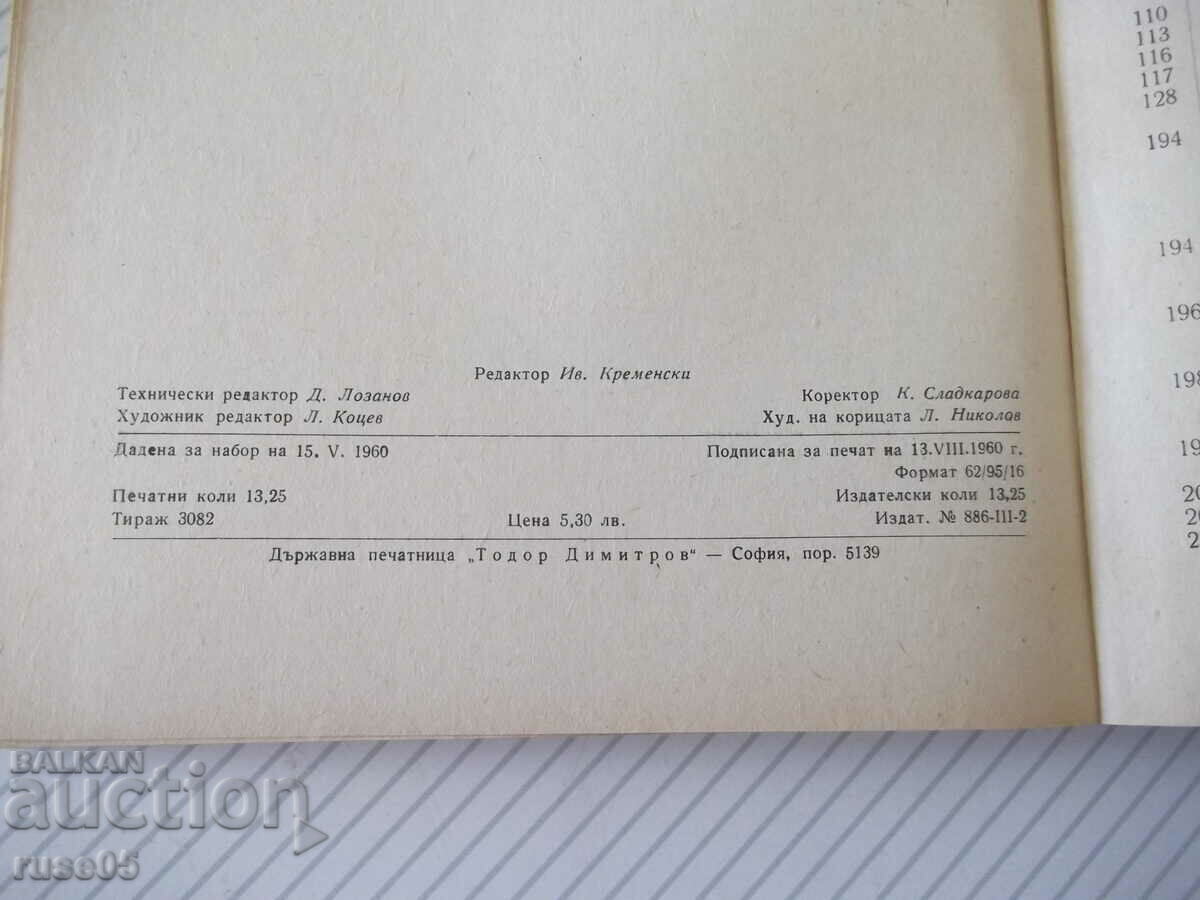 Редактор Ив. Кременски
Технически редактор Д. Лозанов Коректор К. Сладкарова
Художник редактор Л. Коцев Худ. на корицата Л. Николов
Дадена за набор на 15. V. 1960 Подписана за печат на 13.VIII.1960 г.
Формат 62/95/16
Печатни коли 13,25 Издателски коли 13,25
Тираж 3082 Цена 5,30 лв. Издат. № 886-III-2
Държавна печатница „Тодор Димитров" — София, пор. 5139
110
113
116
117
128
194
194
196
BALKAN
auction
ruse05